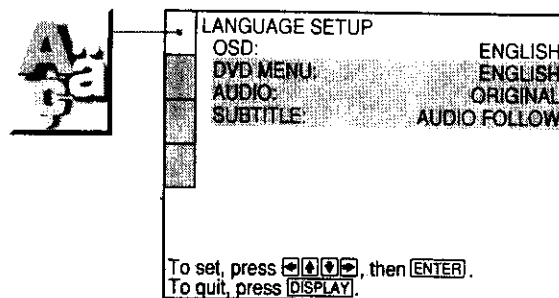 LANGUAGE SETUP
OSD: ENGLISH
DVD MENU: ENGLISH
AUDIO: ORIGINAL
SUBTITLE: AUDIO FOLLOW
To set, press ←↑↓→, then ENTER.
To quit, press DISPLAY.